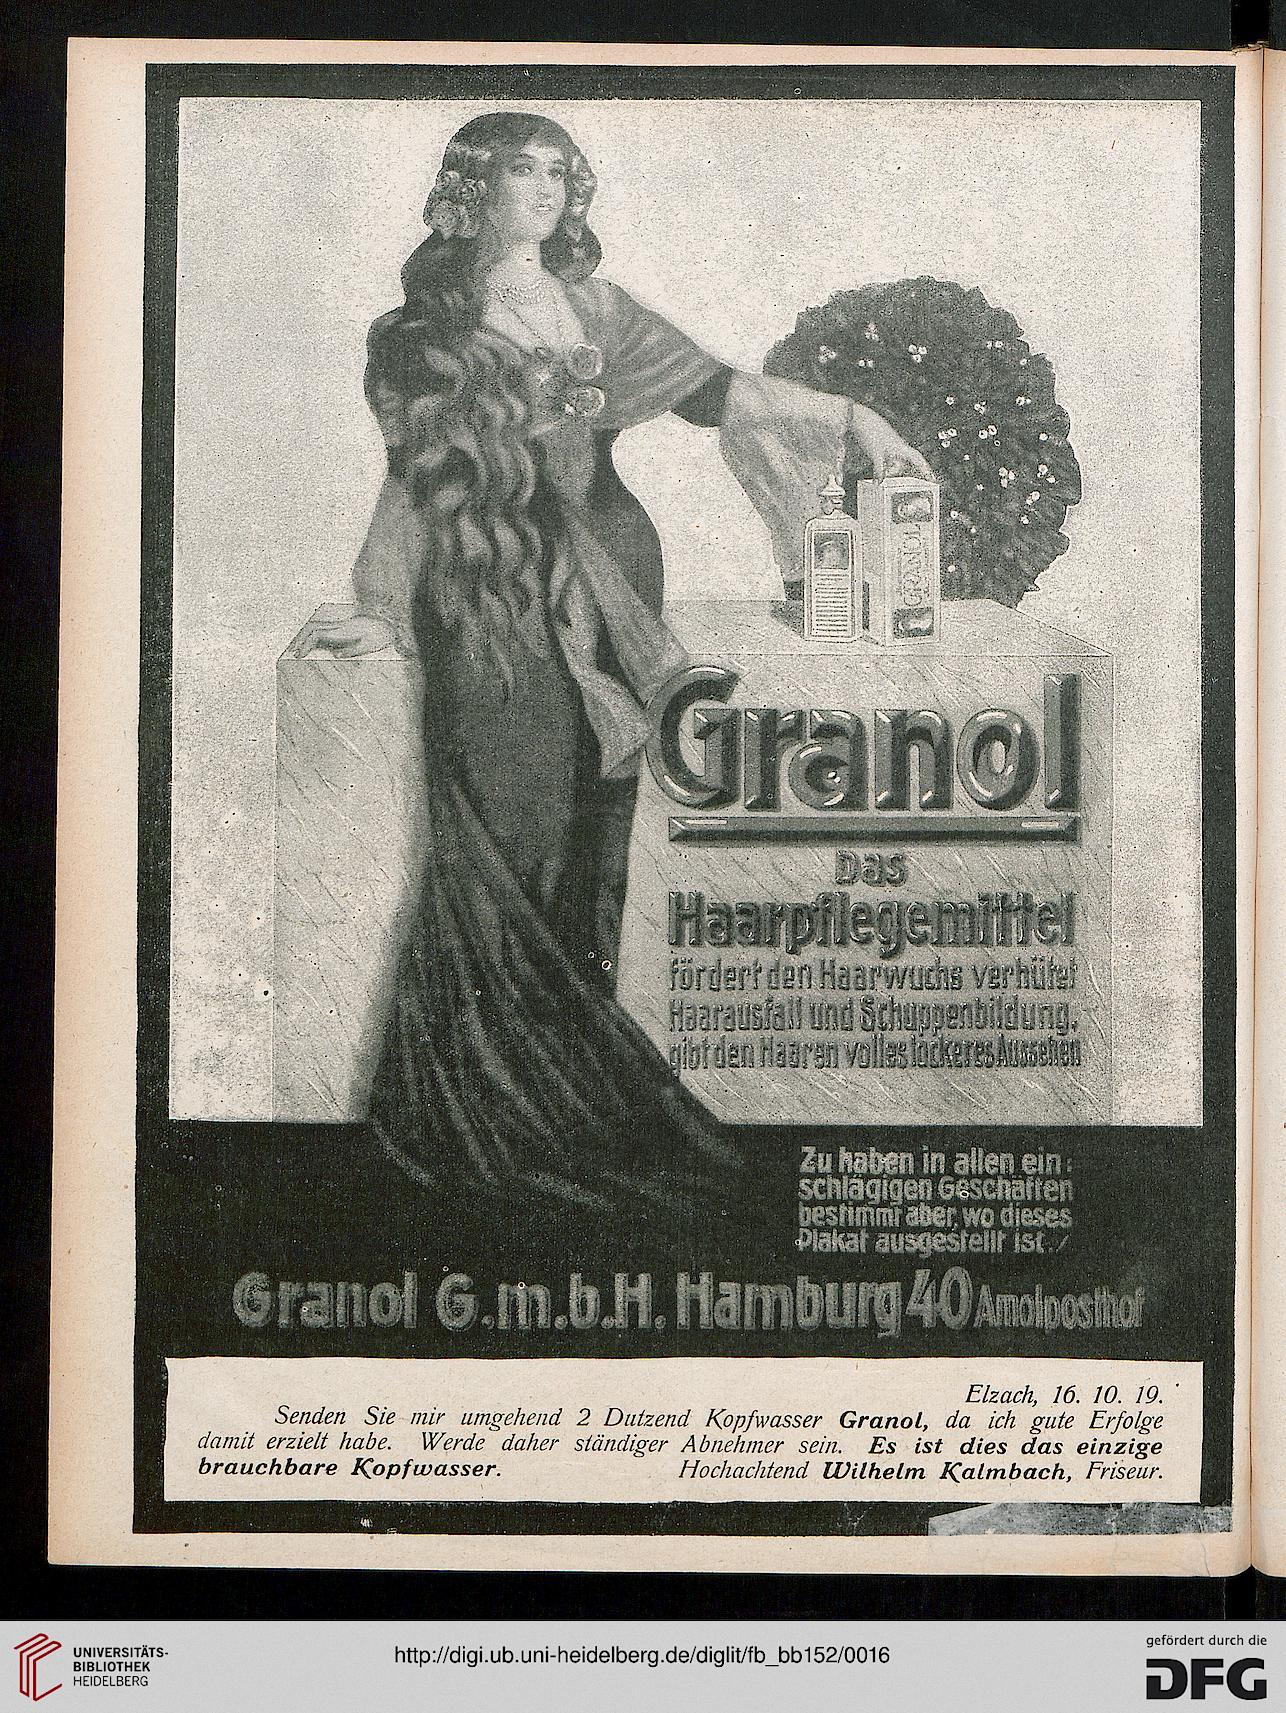 GRANOL
Granol
Das
Haarpflegemittel
fördert den Haarwuchs verhütet
Haarausfall und Schuppenbildung,
gibt den Haaren volles lockeres Aussehen
Zu haben in allen ein:
schlägigen Geschäften
bestimmt aber, wo dieses
Plakat ausgestellt ist.
Granol G.m.b.H. Hamburg 40 Amolposthof
Elzach, 16. 10. 19.
Senden Sie mir umgehend 2 Dutzend Kopfwasser Granol, da ich gute Erfolge
damit erzielt habe. Werde daher ständiger Abnehmer sein. Es ist dies das einzige
brauchbare Kopfwasser. Hochachtend Wilhelm Kalmbach, Friseur.
UNIVERSITÄTS-
BIBLIOTHEK
HEIDELBERG
http://digi.ub.uni-heidelberg.de/diglit/fb_bb152/0016
gefördert durch die
DFG